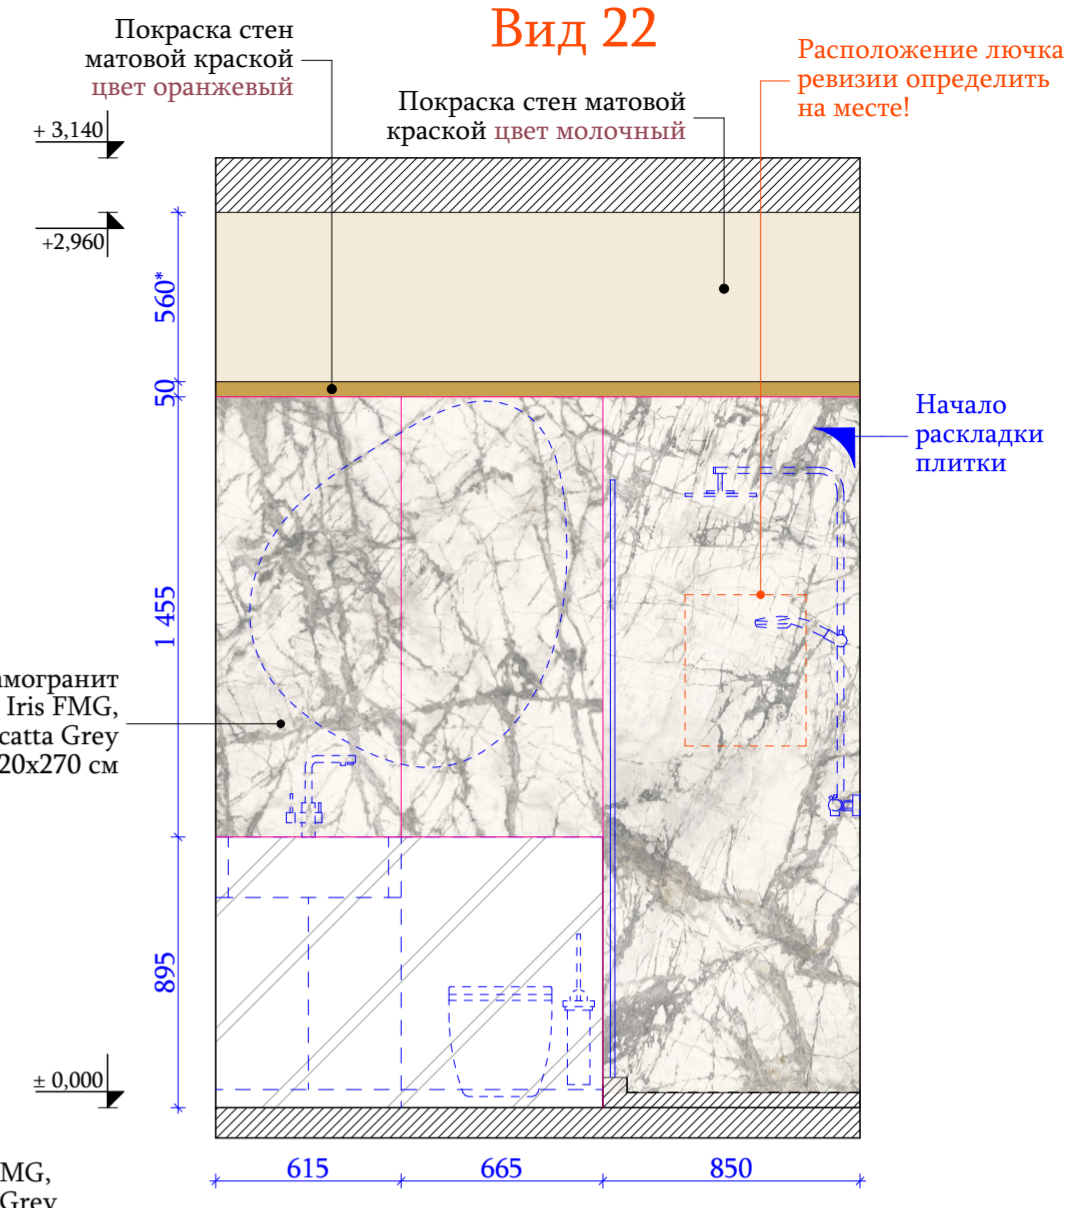 Вид 22
Покраска стен
матовой краской
цвет оранжевый
Покраска стен матовой
краской цвет молочный
Расположение лючка
ревизии определить
на месте!
+ 3,140
+2,960
560*
50
Начало
раскладки
плитки
1 455
Iris FMG,
Grey
см
895
± 0,000
615
665
850
MG,
Grey